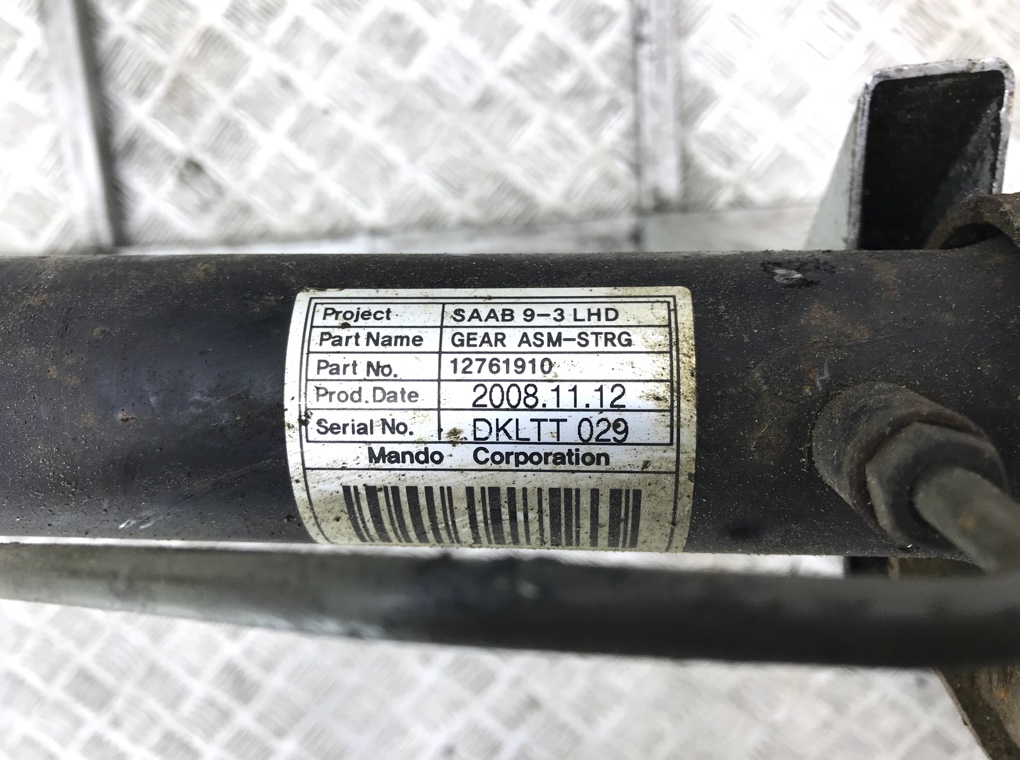 Project SAAB 9-3 LHD
Part Name GEAR ASM-STRG
Part No. 12761910
Prod. Date 2008.11.12
Serial No. DKLTT 029
Mando Corporation